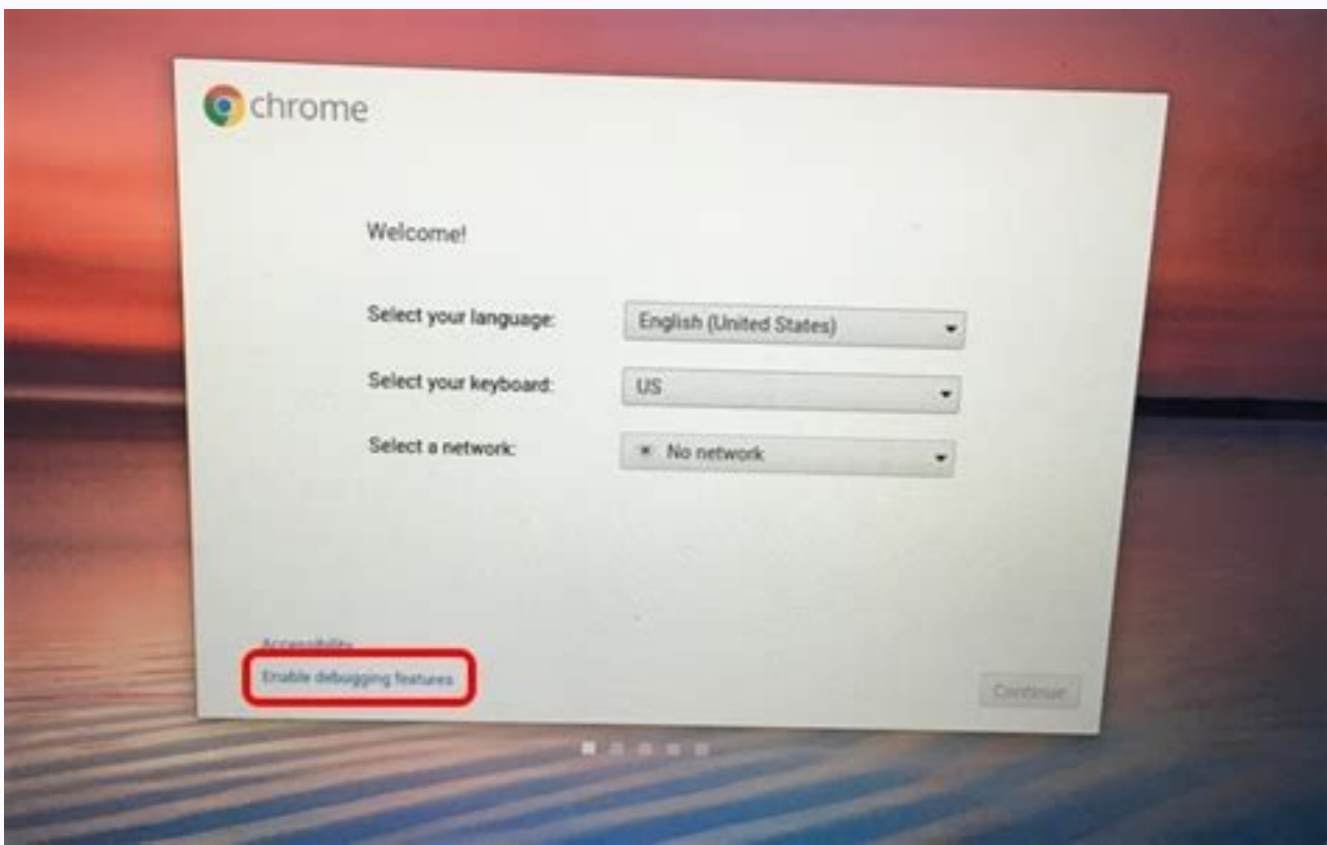 chrome
Welcome!
Select your language: English (United States)
Select your keyboard: US
Select a network: No network
Accessibility
Enable debugging features
Continue